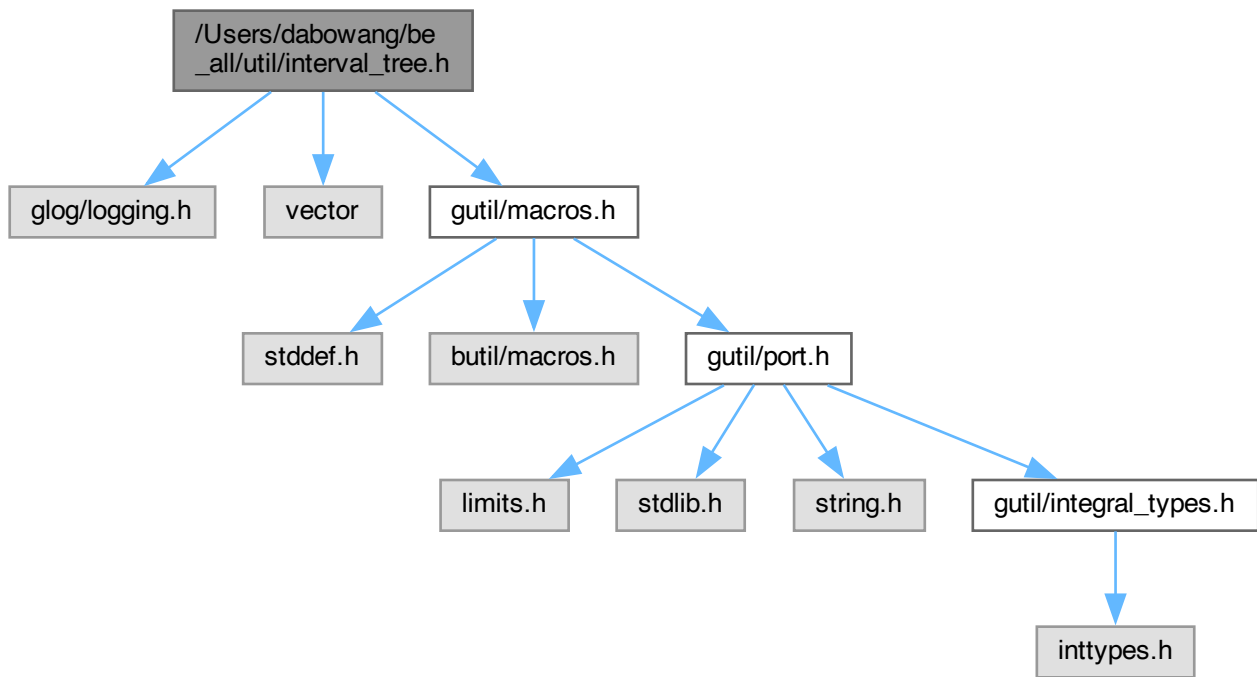 /Users/dabowang/be
_all/util/interval_tree.h
glog/logging.h
vector
gutil/macros.h
stddef.h
butil/macros.h
gutil/port.h
limits.h
stdlib.h
string.h
gutil/integral_types.h
inttypes.h